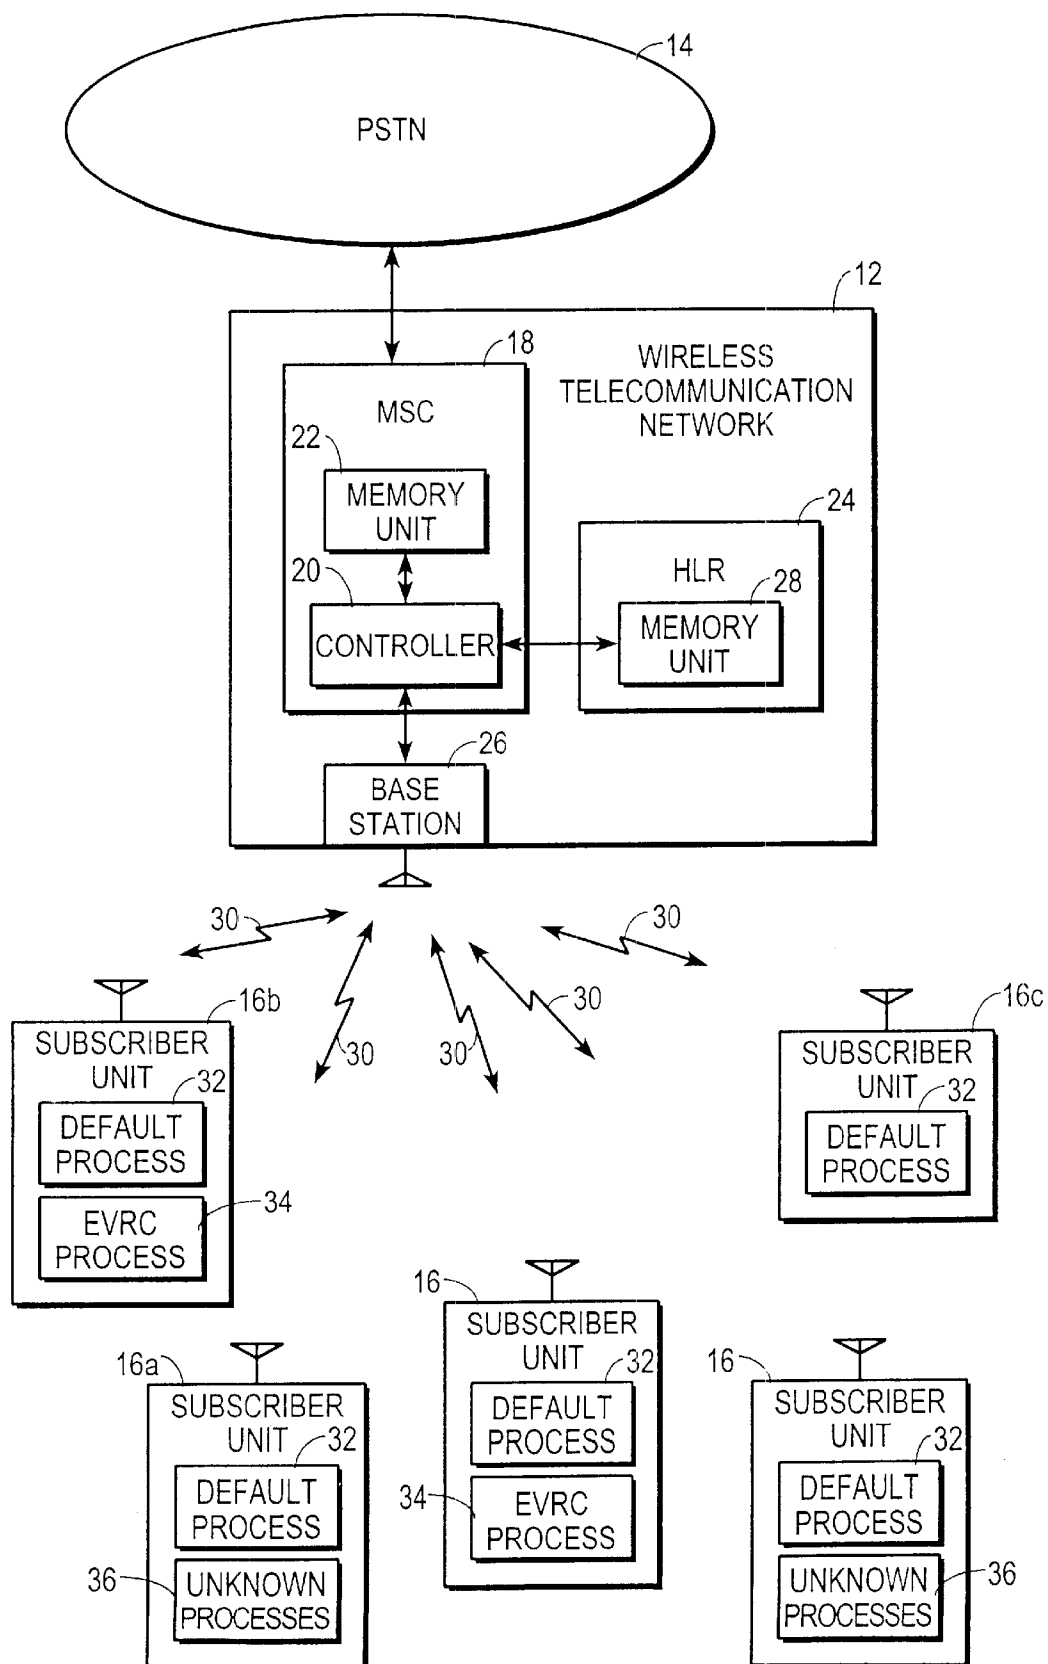 14
PSTN
12
WIRELESS
TELECOMMUNICATION
NETWORK
18
MSC
22
MEMORY
UNIT
24
HLR
20
CONTROLLER
28
MEMORY
UNIT
26
BASE
STATION
30
30
30
30
30
16b
SUBSCRIBER
UNIT
32
DEFAULT
PROCESS
34
EVRC
PROCESS
16c
SUBSCRIBER
UNIT
32
DEFAULT
PROCESS
16
SUBSCRIBER
UNIT
32
DEFAULT
PROCESS
34
EVRC
PROCESS
16a
SUBSCRIBER
UNIT
32
DEFAULT
PROCESS
36
UNKNOWN
PROCESSES
16
SUBSCRIBER
UNIT
32
DEFAULT
PROCESS
36
UNKNOWN
PROCESSES